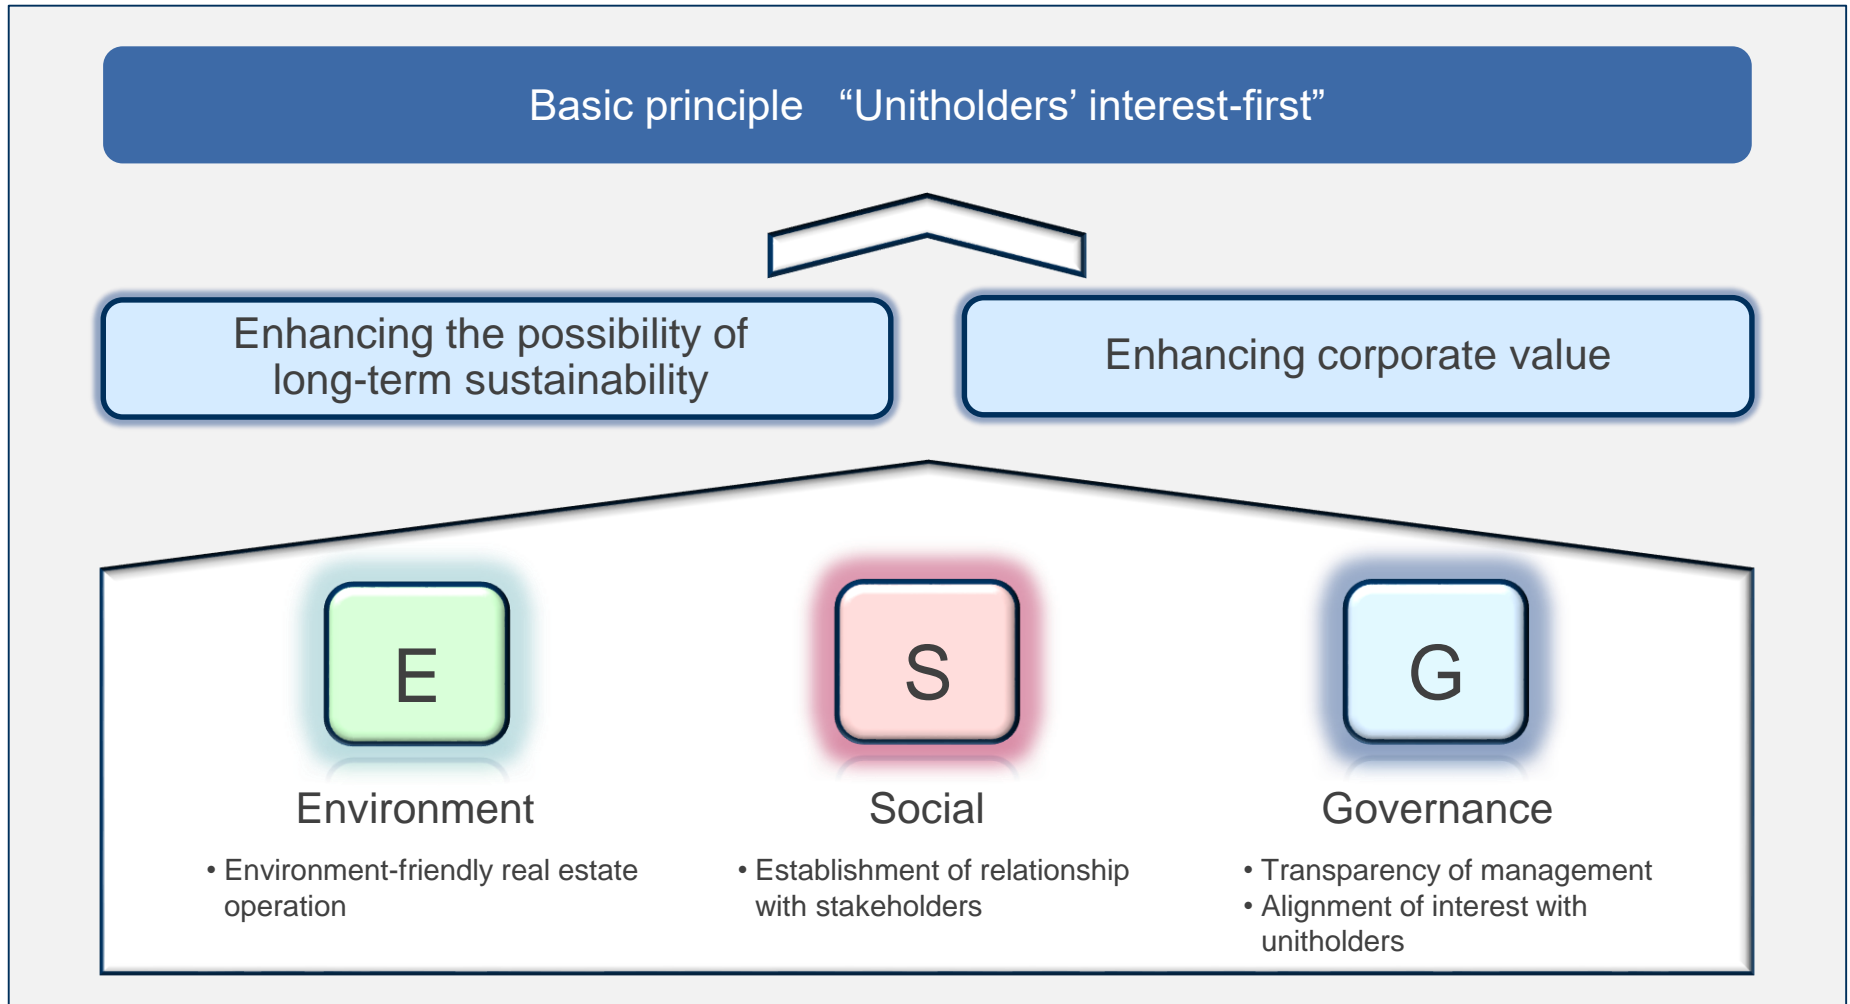 Basic principle “Unitholders’ interest-first”
Enhancing the possibility of
long-term sustainability
Enhancing corporate value
E
Environment
• Environment-friendly real estate
operation
S
Social
• Establishment of relationship
with stakeholders
G
Governance
• Transparency of management
• Alignment of interest with
unitholders